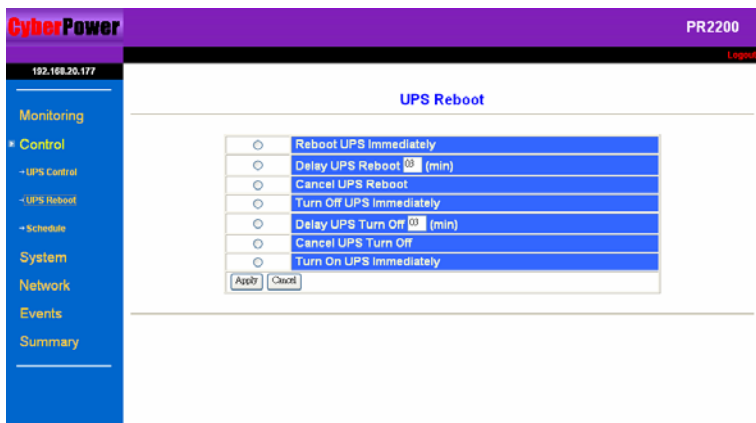 CyberPower
PR2200
Logout
192.168.20.177
Monitoring
Control
UPS Control
UPS Reboot
Schedule
System
Network
Events
Summary
UPS Reboot
Reboot UPS Immediately
Delay UPS Reboot 03 (min)
Cancel UPS Reboot
Turn Off UPS Immediately
Delay UPS Turn Off 03 (min)
Cancel UPS Turn Off
Turn On UPS Immediately
Apply Cancel